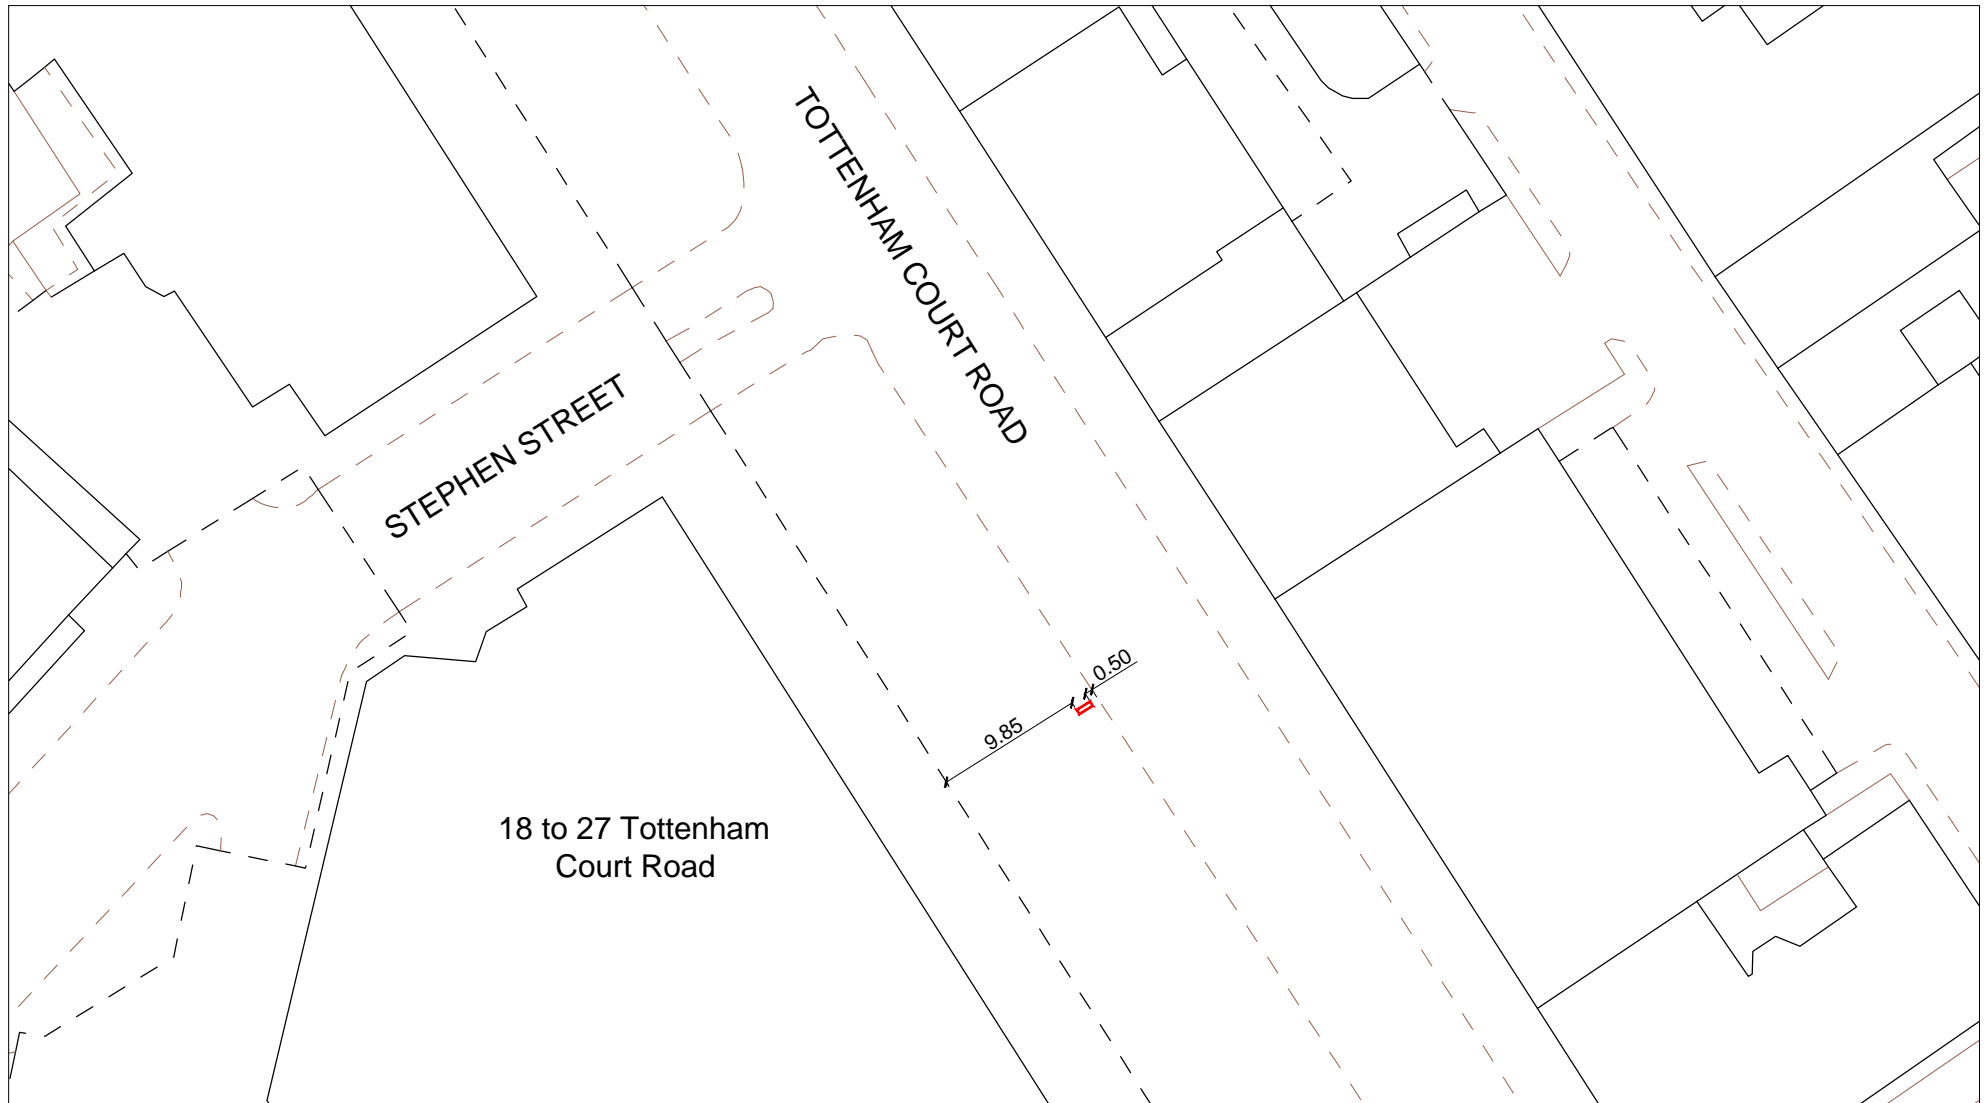 TOTTENHAM COURT ROAD
STEPHEN STREET
0.50
9.85
18 to 27 Tottenham
Court Road